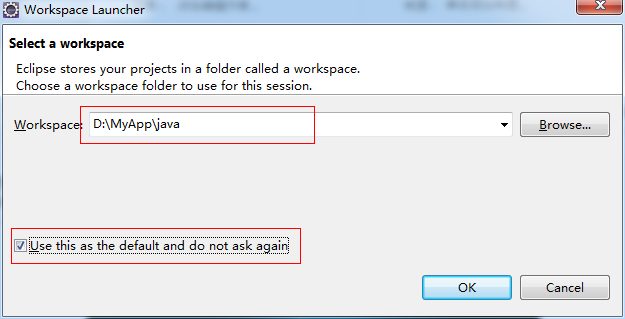 Workspace Launcher
Select a workspace
Eclipse stores your projects in a folder called a workspace.
Choose a workspace folder to use for this session.
Workspace: D:\MyApp\java Browse...
Use this as the default and do not ask again
OK Cancel